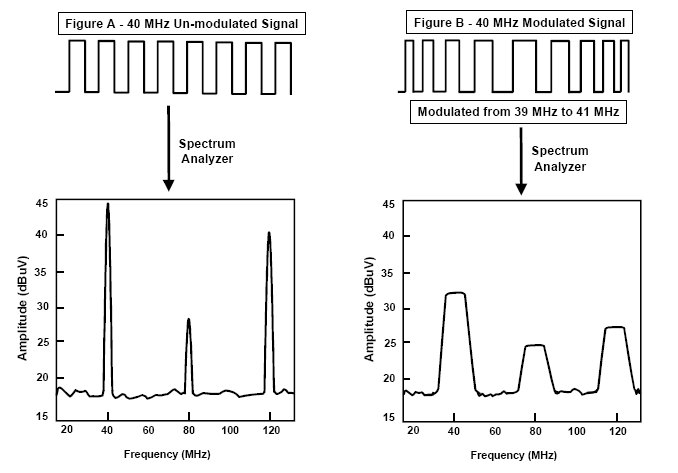 Figure A - 40 MHz Un-modulated Signal
Spectrum
Analyzer
Amplitude (dBuV)
45
40
35
30
25
20
15
20 40 60 80 100 120
Frequency (MHz)
Figure B - 40 MHz Modulated Signal
Modulated from 39 MHz to 41 MHz
Spectrum
Analyzer
Amplitude (dBuV)
45
40
35
30
25
20
15
20 40 60 80 100 120
Frequency (MHz)